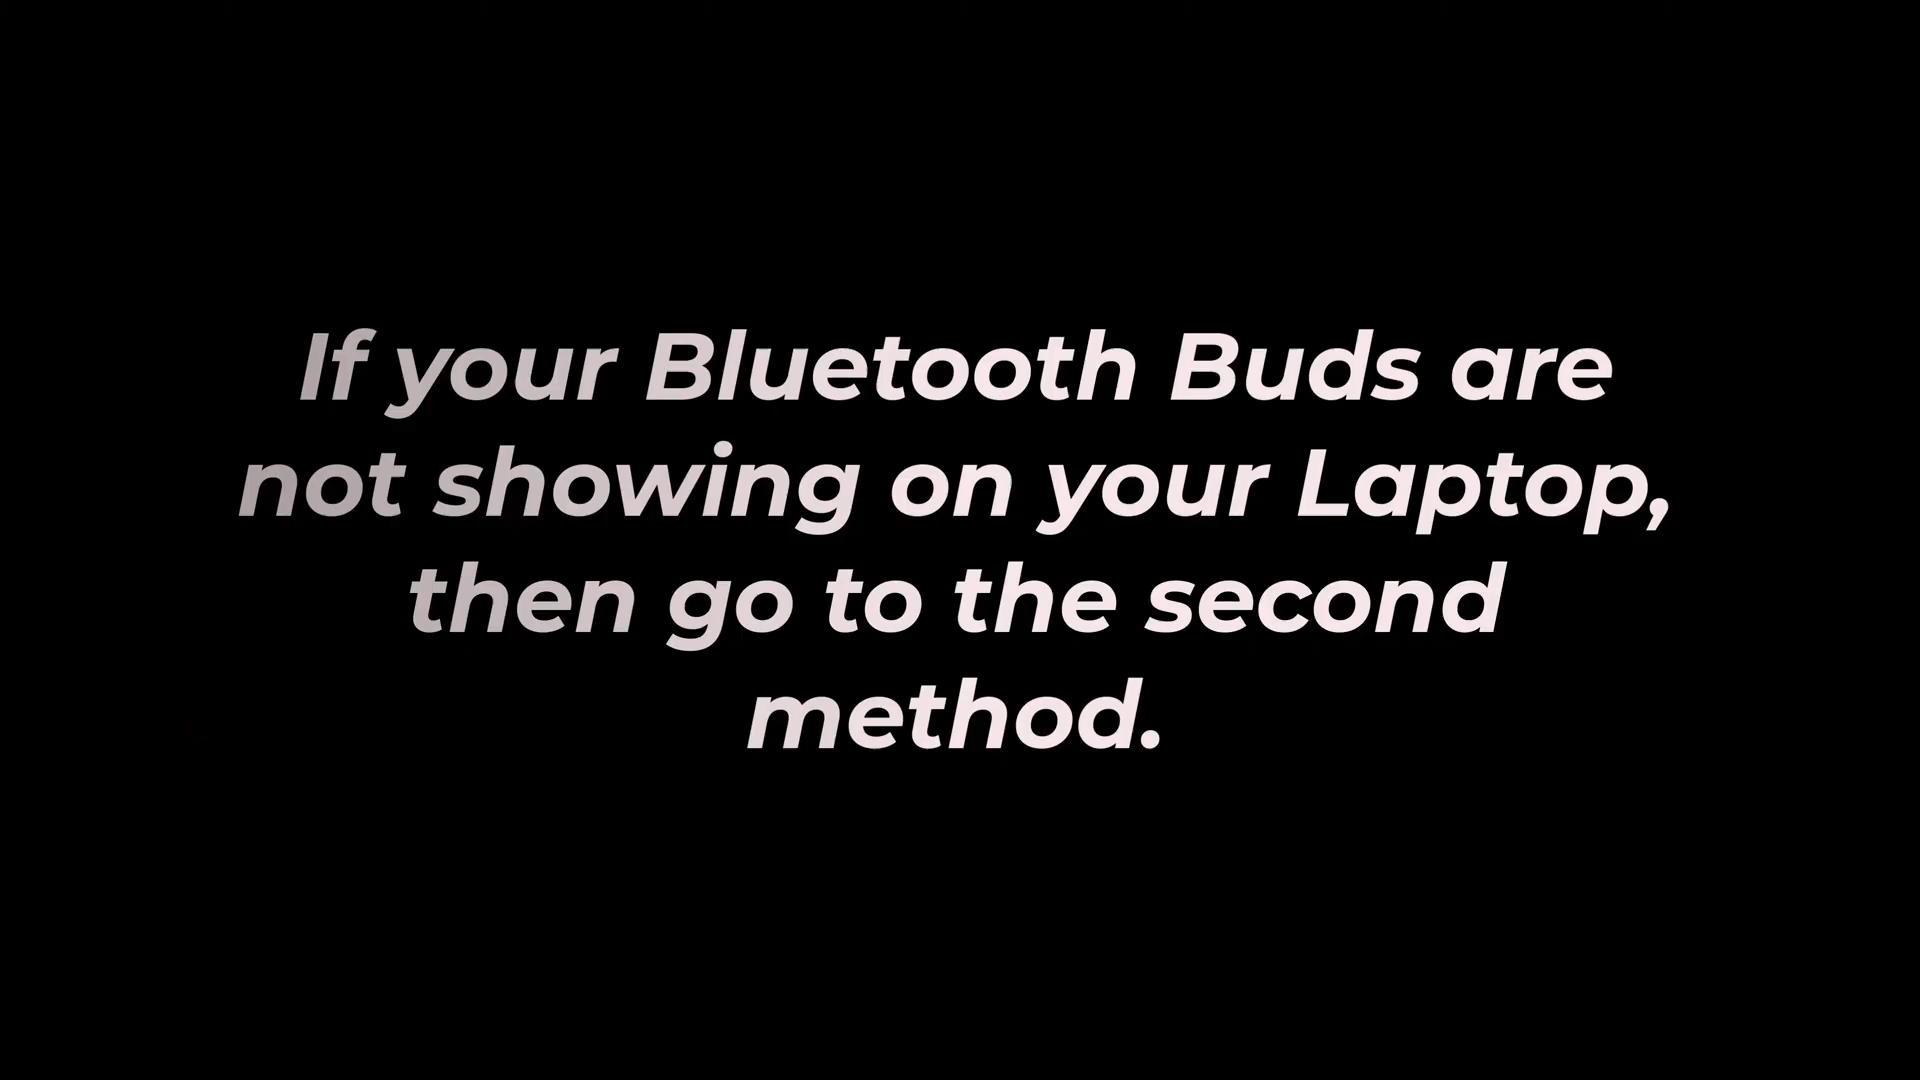 If your Bluetooth Buds are
not showing on your Laptop,
then go to the second
method.